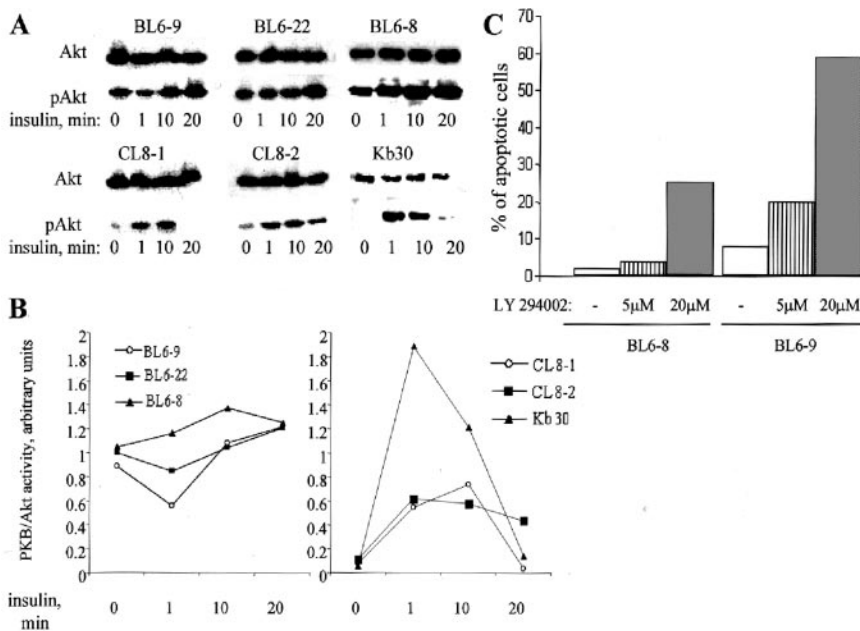 A
BL6-9 BL6-22 BL6-8
Akt
pAkt
insulin, min: 0 1 10 20 0 1 10 20 0 1 10 20
CL8-1 CL8-2 Kb30
Akt
pAkt
insulin, min: 0 1 10 20 0 1 10 20 0 1 10 20
B
PKB/Akt activity, arbitrary units
2
1.8
1.6
1.4
1.2
1
0.8
0.6
0.4
0.2
0
BL6-9
BL6-22
BL6-8
insulin, min
0 1 10 20
2
1.8
1.6
1.4
1.2
1
0.8
0.6
0.4
0.2
0
CL8-1
CL8-2
Kb30
0 1 10 20
C
% of apoptotic cells
70
60
50
40
30
20
10
0
LY 294002: - 5μM 20μM - 5μM 20μM
BL6-8 BL6-9